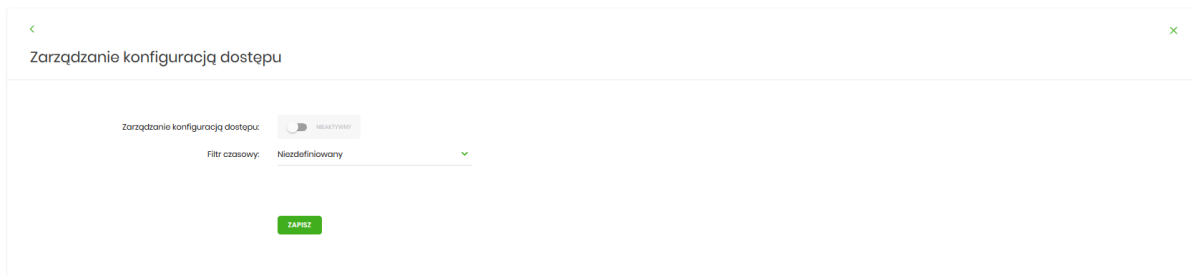 Zarządzanie konfiguracją dostępu
Zarządzanie konfiguracją dostępu: NIEAKTYWNY
Filtr czasowy: Niezdefiniowany
ZAPISZ